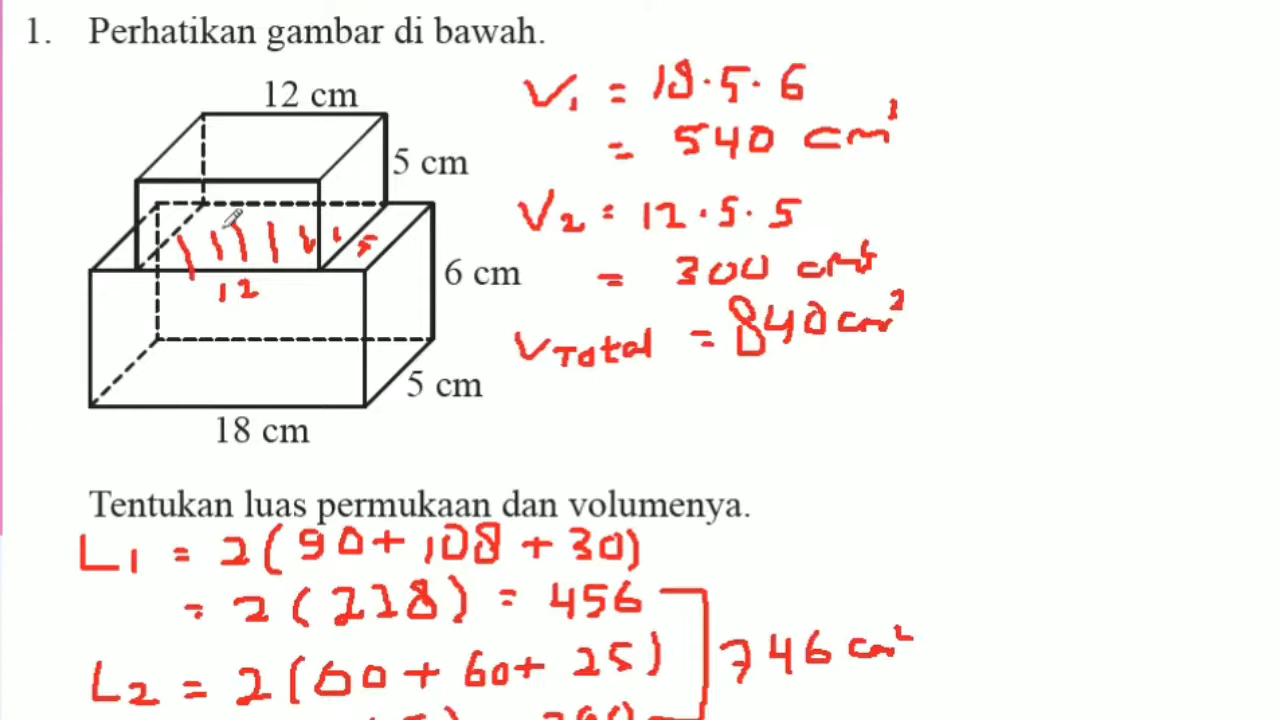 1. Perhatikan gambar di bawah.
12 cm
5 cm
6 cm
5 cm
18 cm
12
5
V₁ = 18·5·6
= 540 cm³
V₂ = 12·5·5
= 300 cm³
VTotal = 840 cm³
Tentukan luas permukaan dan volumenya.
L1 = 2(90+108+30)
= 2(228) = 456
L2 = 2(60+60+25)
746 cm²